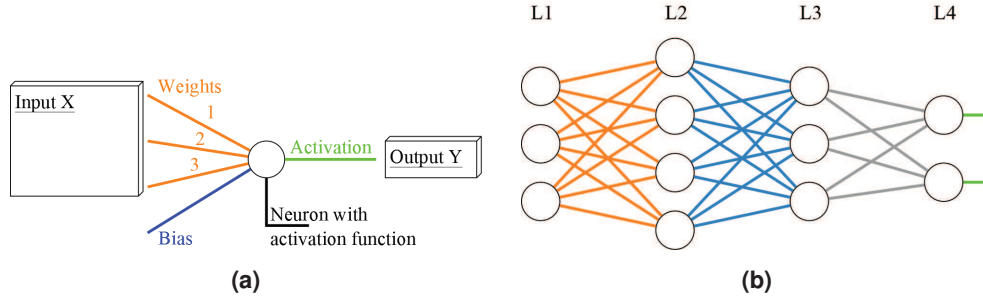 Input X
Weights
1
2
3
Bias
Activation
Neuron with
activation function
Output Y
(a)
L1 L2 L3 L4
(b)